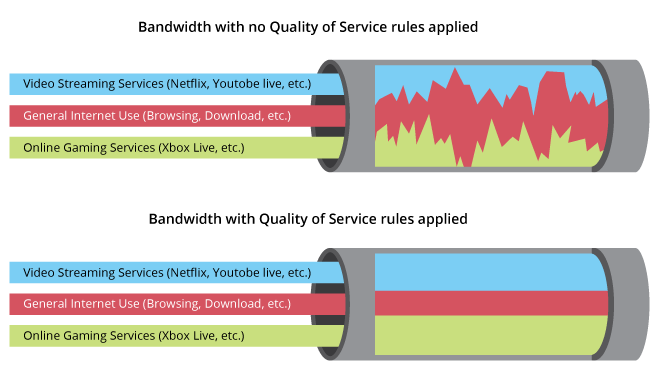 Bandwidth with no Quality of Service rules applied
Video Streaming Services (Netflix, Youtobe live, etc.)
General Internet Use (Browsing, Download, etc.)
Online Gaming Services (Xbox Live, etc.)
Bandwidth with Quality of Service rules applied
Video Streaming Services (Netflix, Youtobe live, etc.)
General Internet Use (Browsing, Download, etc.)
Online Gaming Services (Xbox Live, etc.)